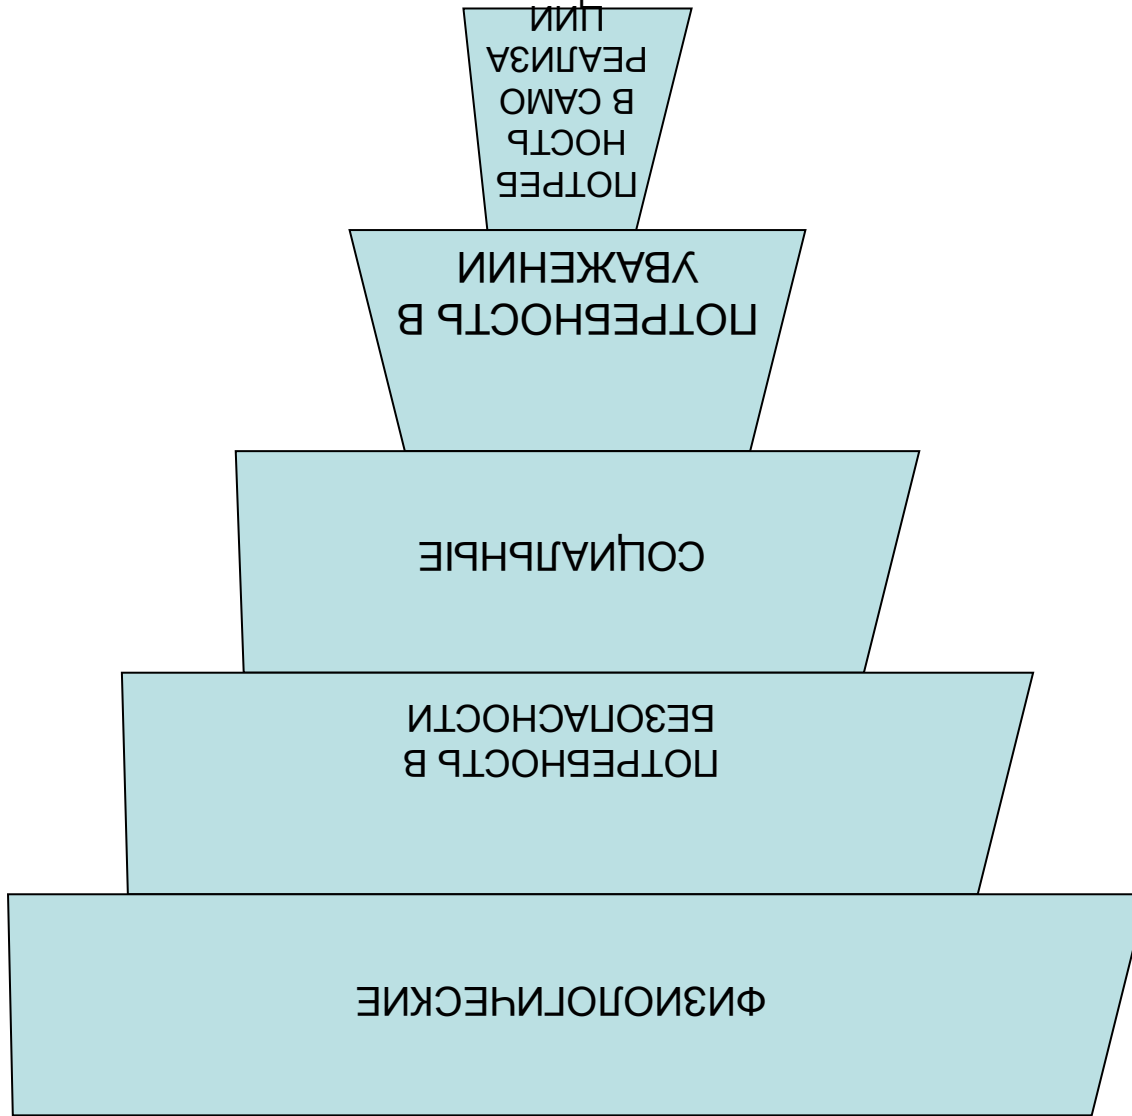 ФИЗИОЛОГИЧЕСКИЕ
ПОТРЕБНОСТЬ В
БЕЗОПАСНОСТИ
СОЦИАЛЬНЫЕ
ПОТРЕБНОСТЬ В
УВАЖЕНИИ
ПОТРЕБ
НОСТЬ
В САМО
РЕАЛИЗА
ЦИИ